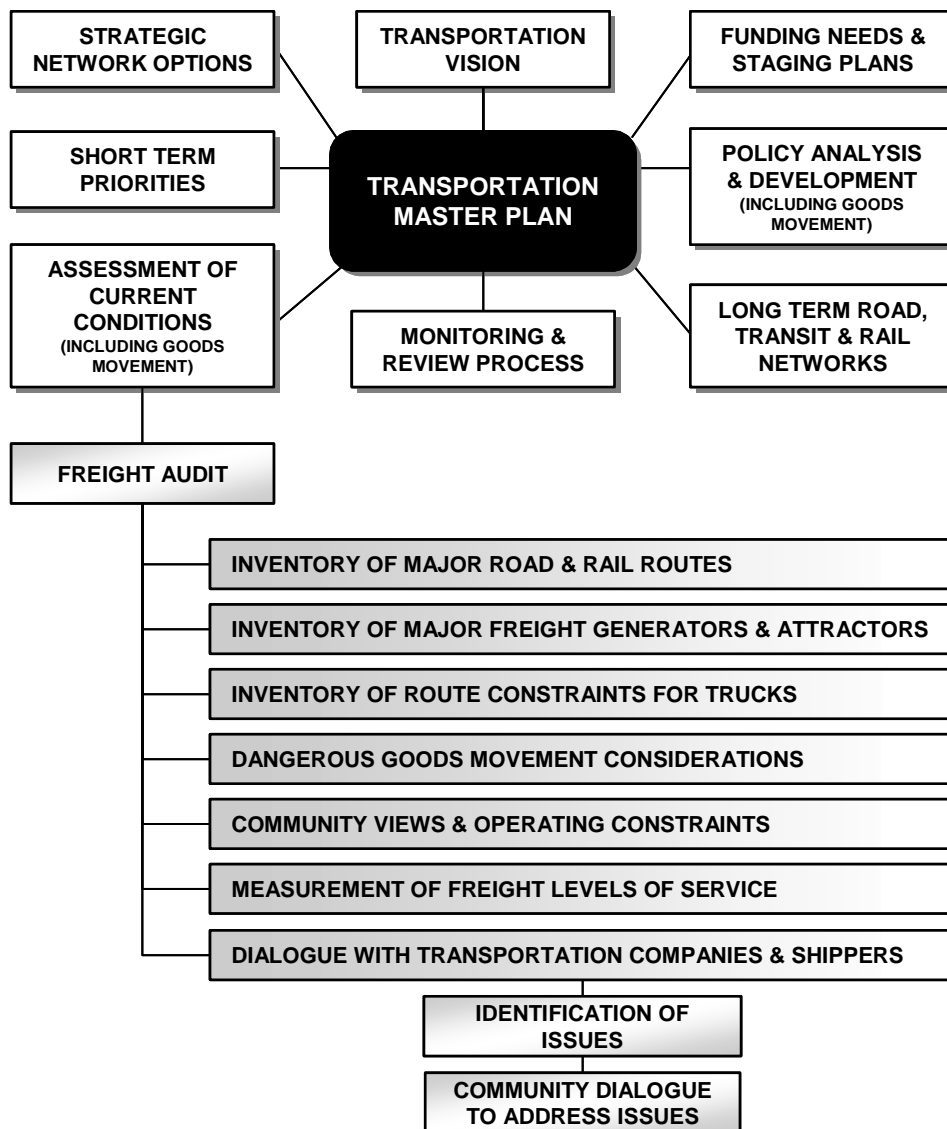 STRATEGIC
NETWORK OPTIONS
TRANSPORTATION
VISION
FUNDING NEEDS &
STAGING PLANS
SHORT TERM
PRIORITIES
TRANSPORTATION
MASTER PLAN
POLICY ANALYSIS
& DEVELOPMENT
(INCLUDING GOODS
MOVEMENT)
ASSESSMENT OF
CURRENT
CONDITIONS
(INCLUDING GOODS
MOVEMENT)
MONITORING &
REVIEW PROCESS
LONG TERM ROAD,
TRANSIT & RAIL
NETWORKS
FREIGHT AUDIT
INVENTORY OF MAJOR ROAD & RAIL ROUTES
INVENTORY OF MAJOR FREIGHT GENERATORS & ATTRACTORS
INVENTORY OF ROUTE CONSTRAINTS FOR TRUCKS
DANGEROUS GOODS MOVEMENT CONSIDERATIONS
COMMUNITY VIEWS & OPERATING CONSTRAINTS
MEASUREMENT OF FREIGHT LEVELS OF SERVICE
DIALOGUE WITH TRANSPORTATION COMPANIES & SHIPPERS
IDENTIFICATION OF
ISSUES
COMMUNITY DIALOGUE
TO ADDRESS ISSUES